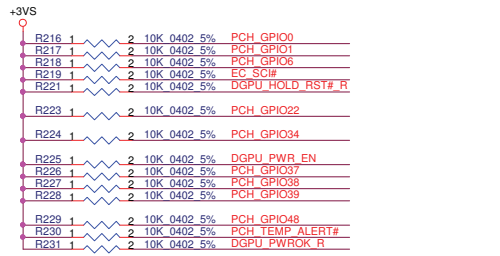 +3VS
R216 1 2 10K_0402_5% PCH_GPIO0
R217 1 2 10K_0402_5% PCH_GPIO1
R218 1 2 10K_0402_5% PCH_GPIO6
R219 1 2 10K_0402_5% EC_SCI#
R221 1 2 10K_0402_5% DGPU_HOLD_RST#_R
R223 1 2 10K_0402_5% PCH_GPIO22
R224 1 2 10K_0402_5% PCH_GPIO34
R225 1 2 10K_0402_5% DGPU_PWR_EN
R226 1 2 10K_0402_5% PCH_GPIO37
R227 1 2 10K_0402_5% PCH_GPIO38
R228 1 2 10K_0402_5% PCH_GPIO39
R229 1 2 10K_0402_5% PCH_GPIO48
R230 1 2 10K_0402_5% PCH_TEMP_ALERT#
R231 1 2 10K_0402_5% DGPU_PWROK_R